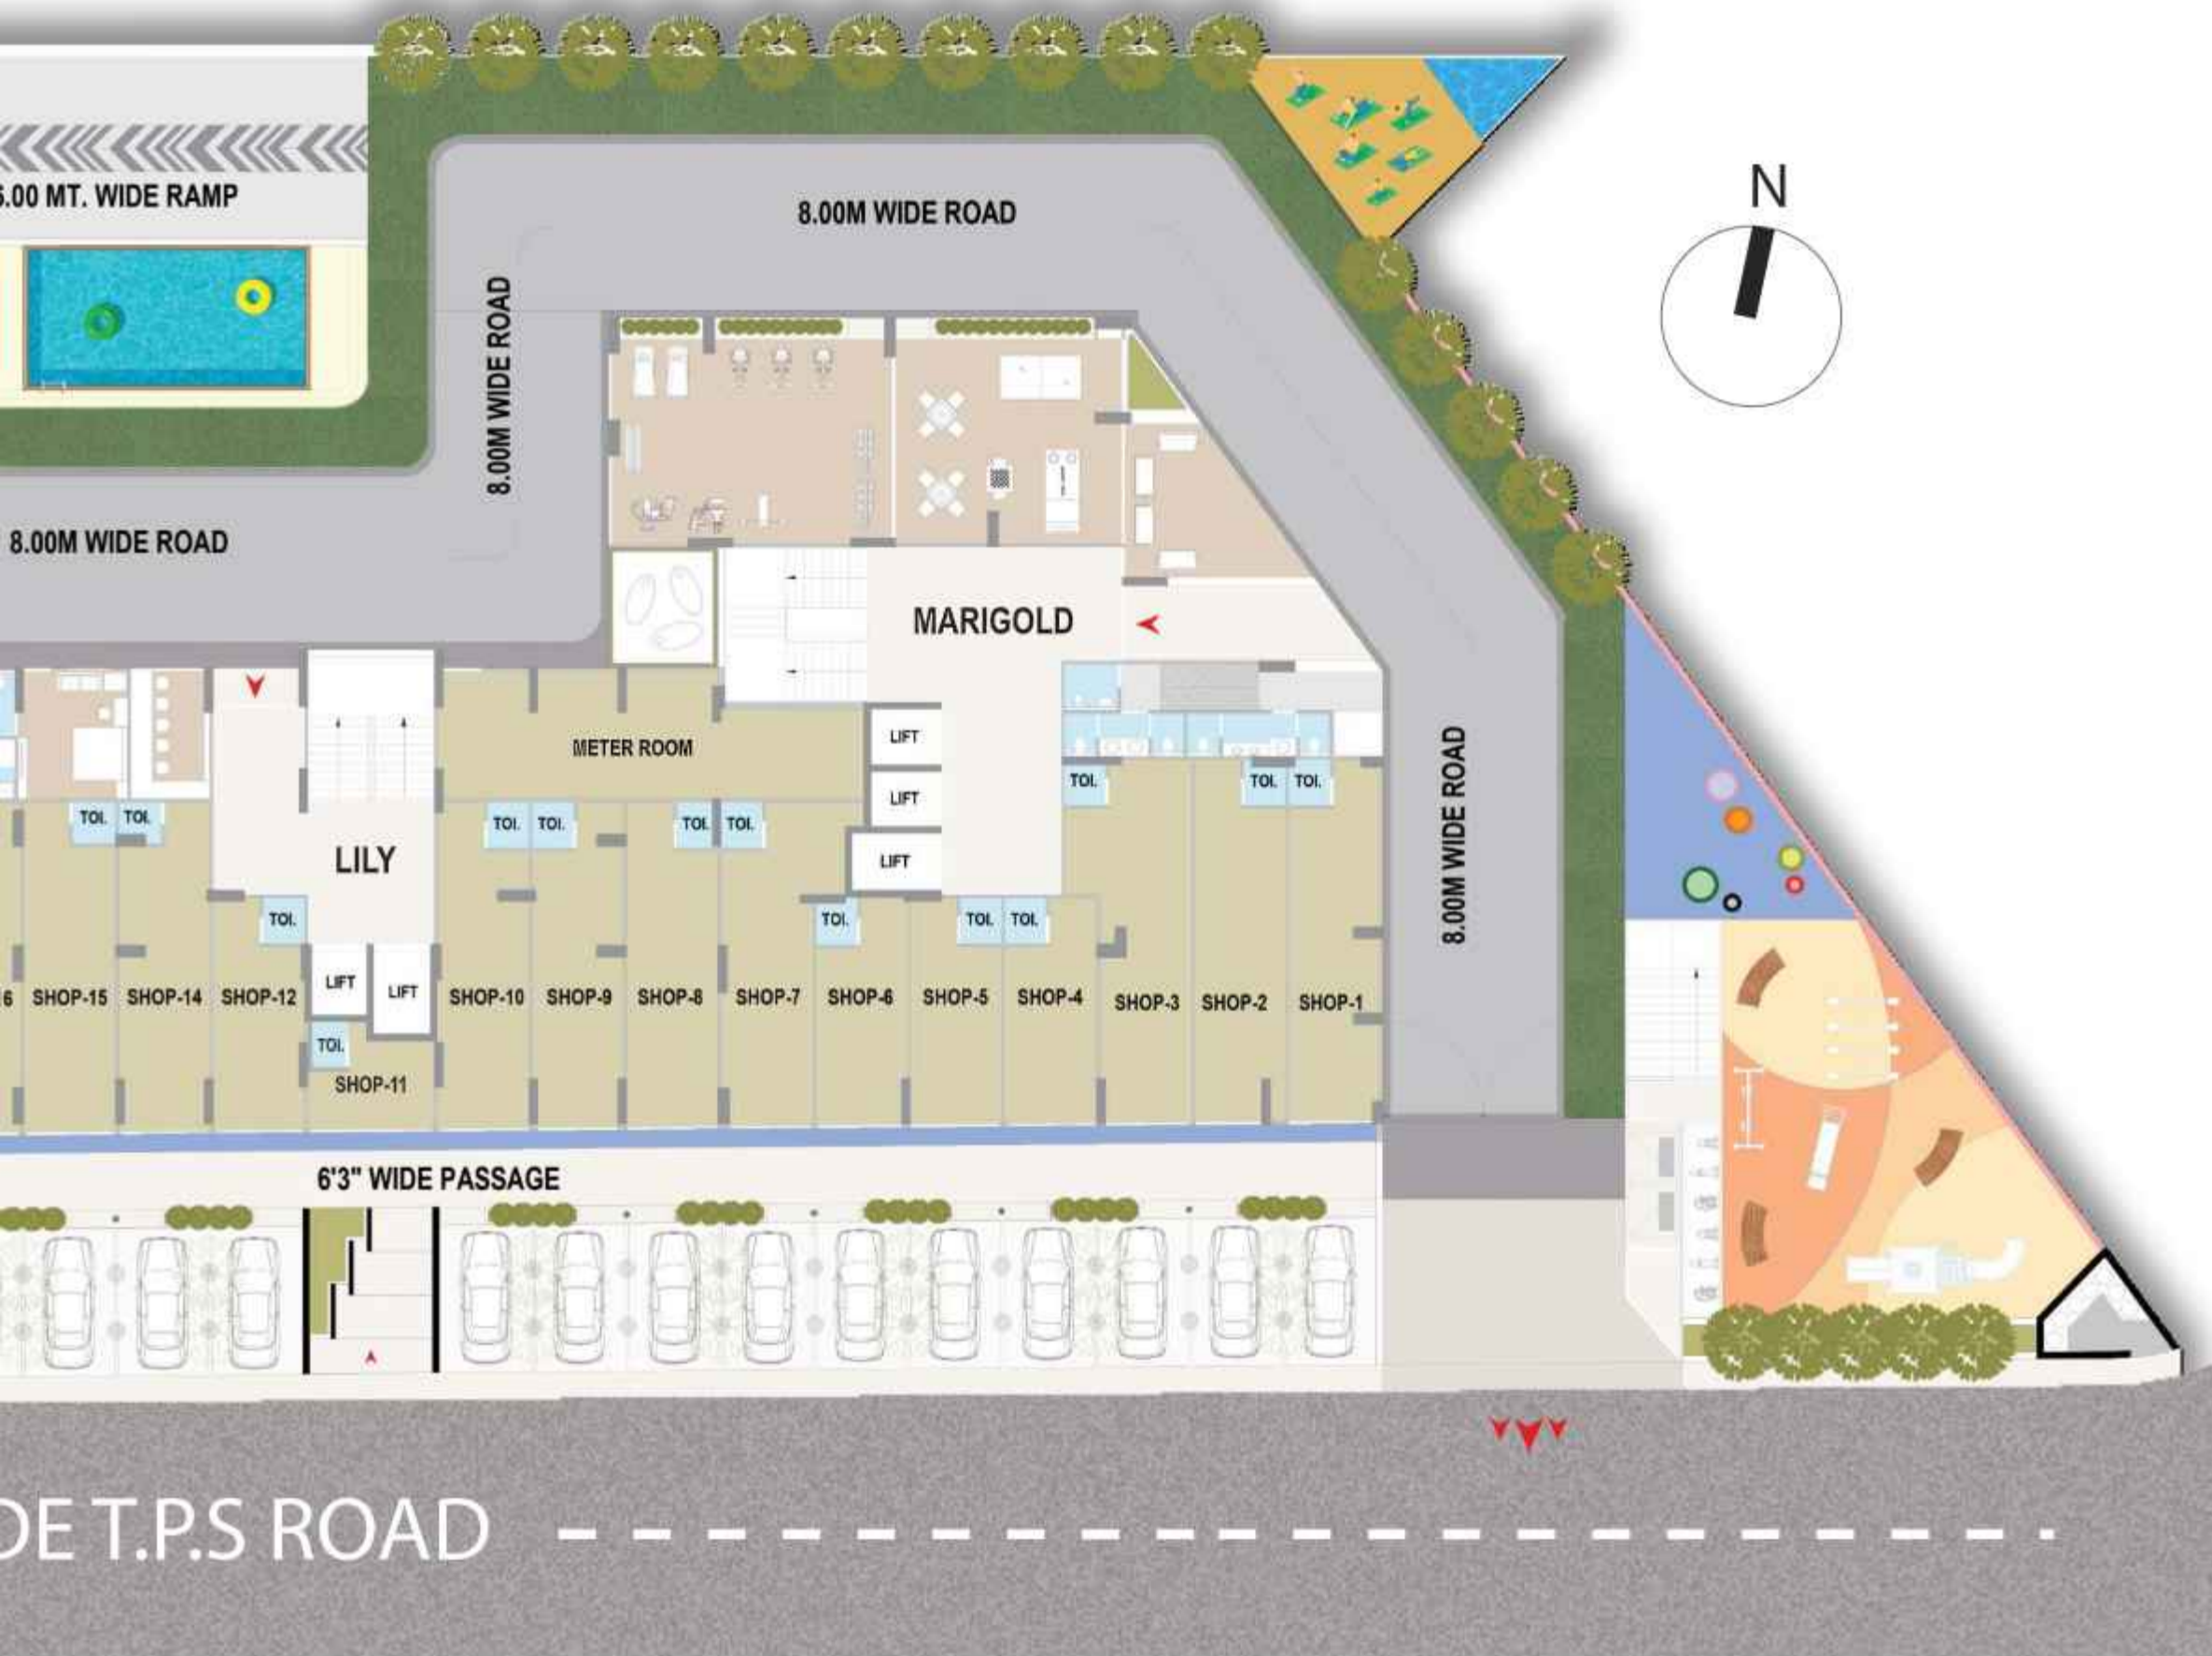 N
6.00 MT. WIDE RAMP
8.00M WIDE ROAD
8.00M WIDE ROAD
8.00M WIDE ROAD
MARIGOLD
METER ROOM
LIFT
LIFT
LIFT
TOI.
TOI.
TOI.
TOI.
TOI.
TOI.
TOI.
TOI.
TOI.
LILY
TOI.
TOI.
TOI.
TOI.
8.00M WIDE ROAD
LIFT
LIFT
6
SHOP-15
SHOP-14
SHOP-12
SHOP-10
SHOP-9
SHOP-8
SHOP-7
SHOP-6
SHOP-5
SHOP-4
SHOP-3
SHOP-2
SHOP-1
TOI.
SHOP-11
6'3" WIDE PASSAGE
DE T.P.S ROAD